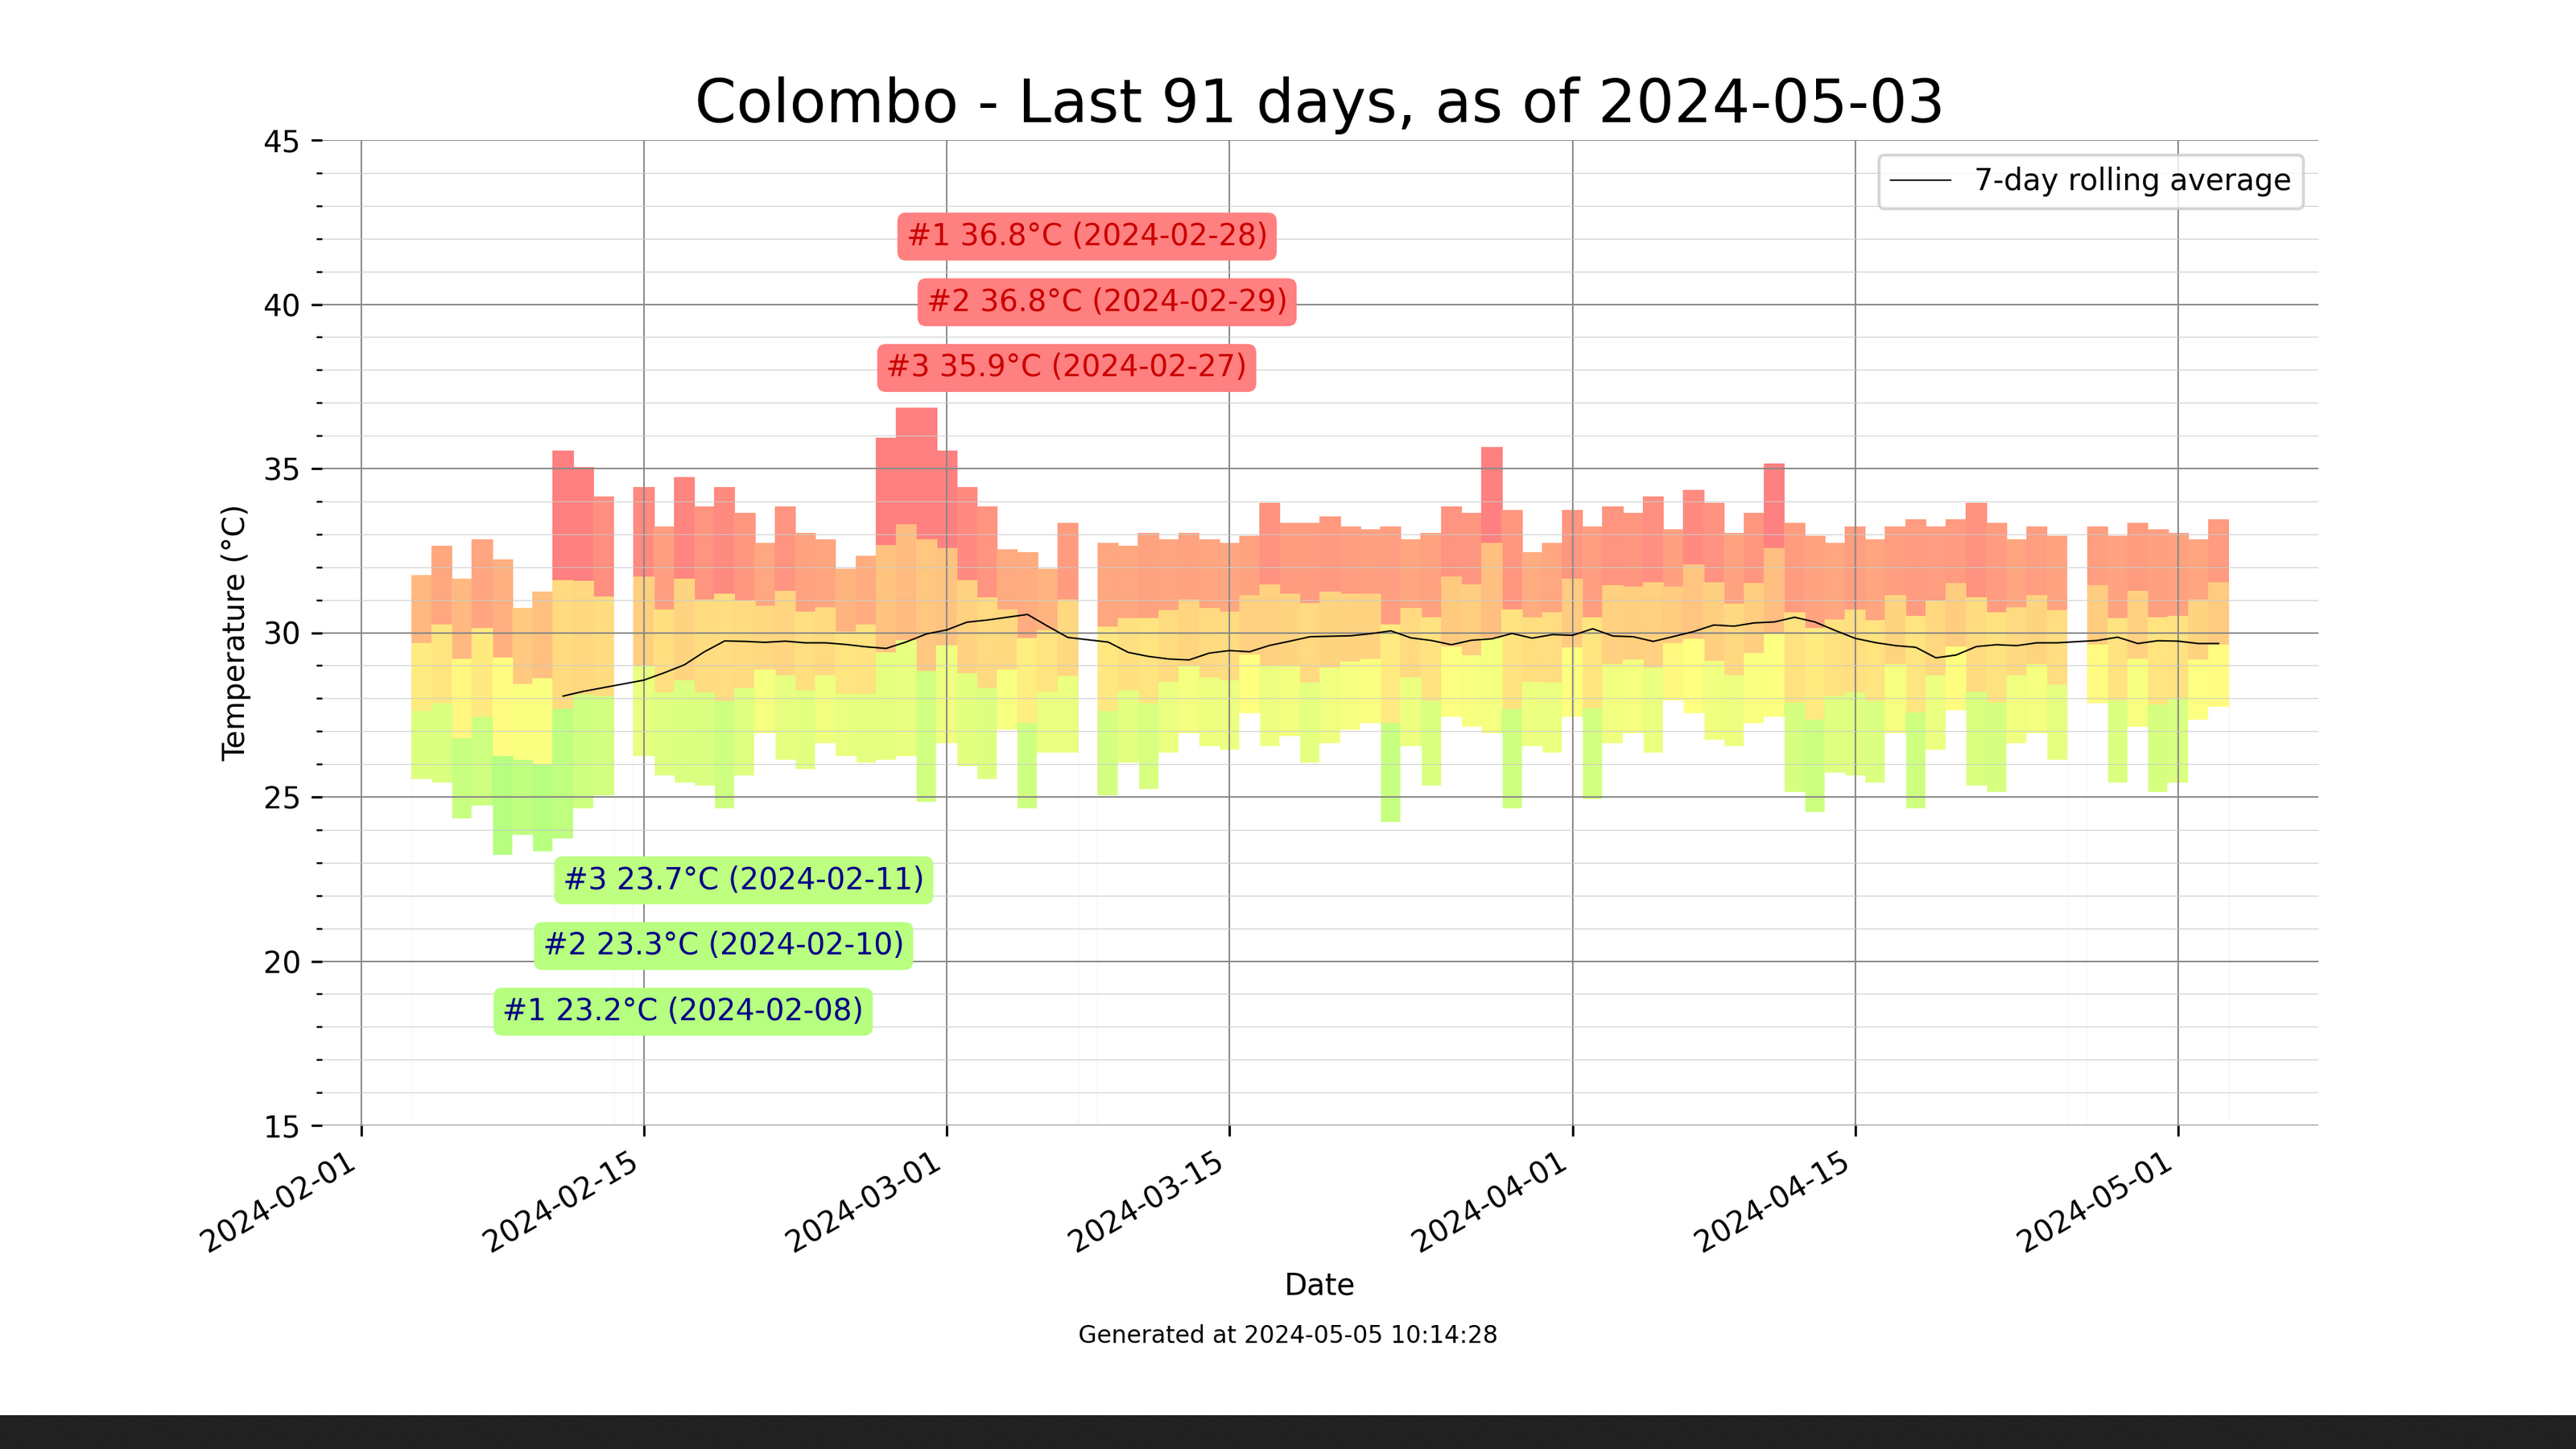 Colombo - Last 91 days, as of 2024-05-03
45
7-day rolling average
#1 36.8°C (2024-02-28)
40
#2 36.8°C (2024-02-29)
#3 35.9°C (2024-02-27)
35
30
Temperature (°C)
25
#3 23.7°C (2024-02-11)
#2 23.3°C (2024-02-10)
20
#1 23.2°C (2024-02-08)
15
2024-02-01
2024-02-15
2024-03-01
2024-03-15
2024-04-01
2024-04-15
2024-05-01
Date
Generated at 2024-05-05 10:14:28